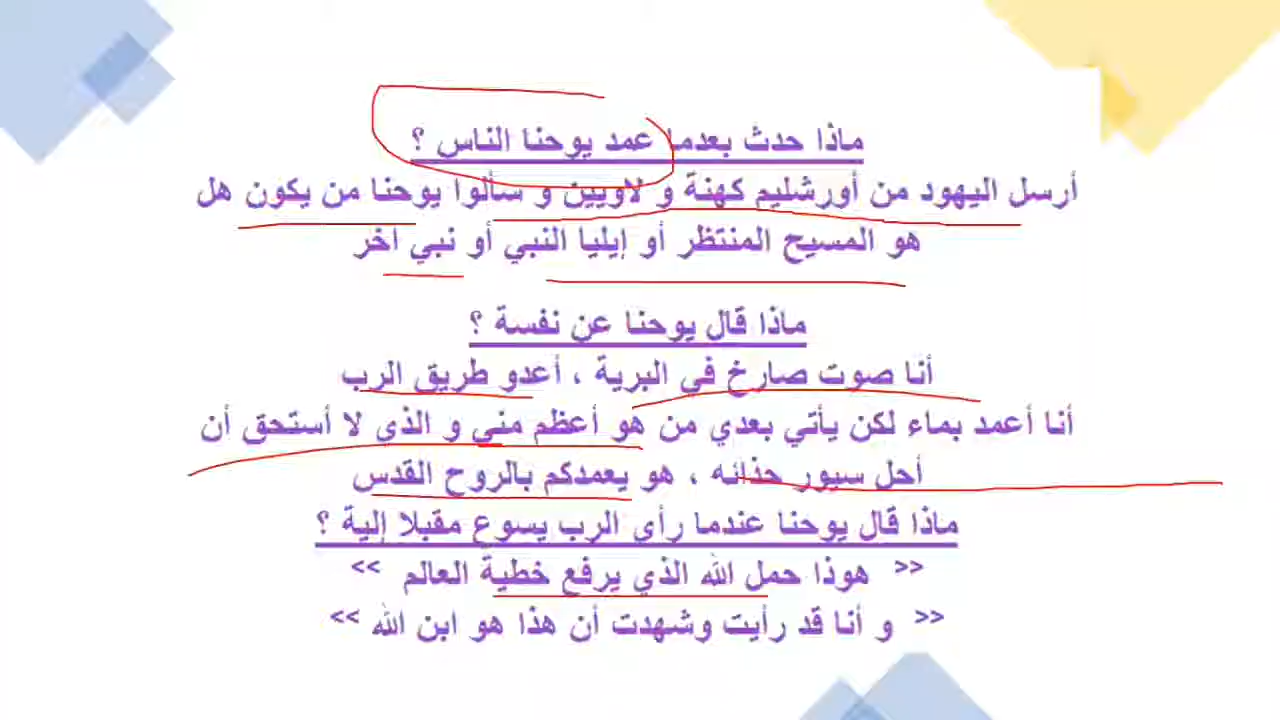 ماذا حدث بعدما عمد يوحنا الناس ؟
أرسل اليهود من أورشليم كهنة و لاويين و سألوا يوحنا من يكون هل
هو المسيح المنتظر أو إيليا النبي أو نبي اخر
ماذا قال يوحنا عن نفسة ؟
أنا صوت صارخ في البرية ، أعدو طريق الرب
أنا أعمد بماء لكن يأتي بعدي من هو أعظم مني و الذي لا أستحق أن
أحل سيور حذائه ، هو يعمدكم بالروح القدس
ماذا قال يوحنا عندما رأى الرب يسوع مقبلا إلية ؟
<< هوذا حمل الله الذي يرفع خطية العالم >>
<< و أنا قد رأيت وشهدت أن هذا هو ابن الله >>